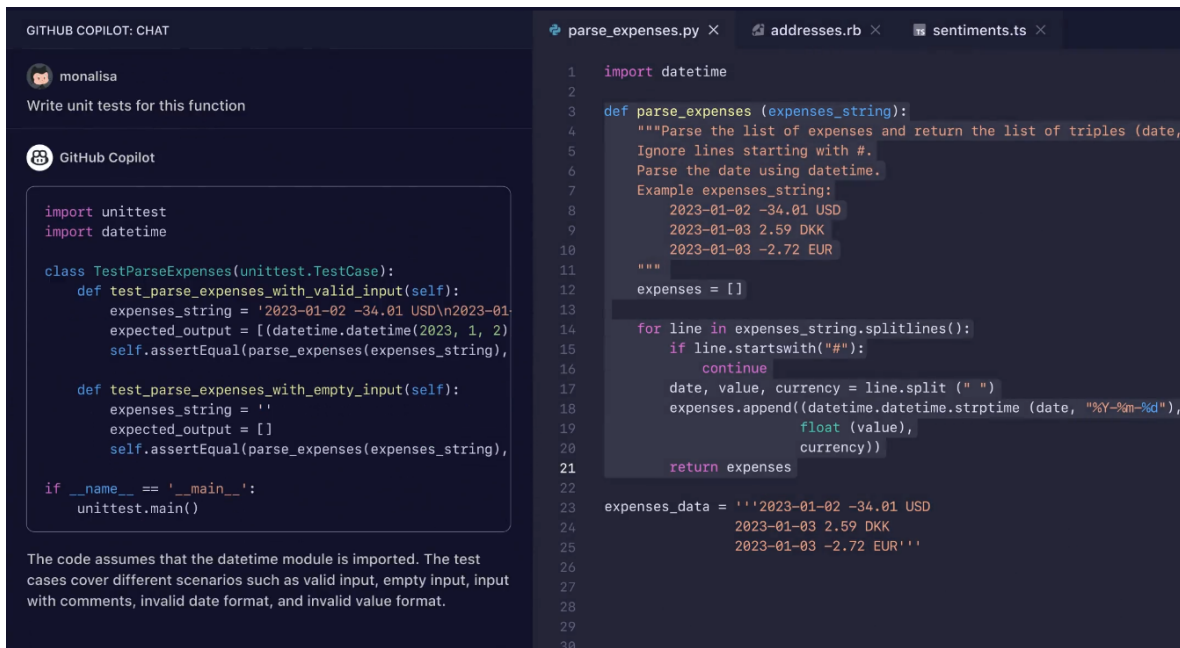 GITHUB COPILOT: CHAT
monalisa
Write unit tests for this function
GitHub Copilot
import unittest
import datetime
class TestParseExpenses(unittest.TestCase):
    def test_parse_expenses_with_valid_input(self):
        expenses_string = '2023-01-02 -34.01 USD\n2023-01-
        expected_output = [(datetime.datetime(2023, 1, 2)
        self.assertEqual(parse_expenses(expenses_string),
    def test_parse_expenses_with_empty_input(self):
        expenses_string = ''
        expected_output = []
        self.assertEqual(parse_expenses(expenses_string),
if __name__ == '__main__':
    unittest.main()
The code assumes that the datetime module is imported. The test
cases cover different scenarios such as valid input, empty input, input
with comments, invalid date format, and invalid value format.
parse_expenses.py × addresses.rb × TS sentiments.ts ×
1 import datetime
2
3 def parse_expenses (expenses_string):
4     """Parse the list of expenses and return the list of triples (date,
5     Ignore lines starting with #.
6     Parse the date using datetime.
7     Example expenses_string:
8         2023-01-02 -34.01 USD
9         2023-01-03 2.59 DKK
10         2023-01-03 -2.72 EUR
11     """
12     expenses = []
13
14     for line in expenses_string.splitlines():
15         if line.startswith("#"):
16             continue
17         date, value, currency = line.split (" ")
18         expenses.append((datetime.datetime.strptime (date, "%Y-%m-%d"),
19                         float (value),
20                         currency))
21         return expenses
22
23 expenses_data = '''2023-01-02 -34.01 USD
24                 2023-01-03 2.59 DKK
25                 2023-01-03 -2.72 EUR'''
26
27
28
29
30